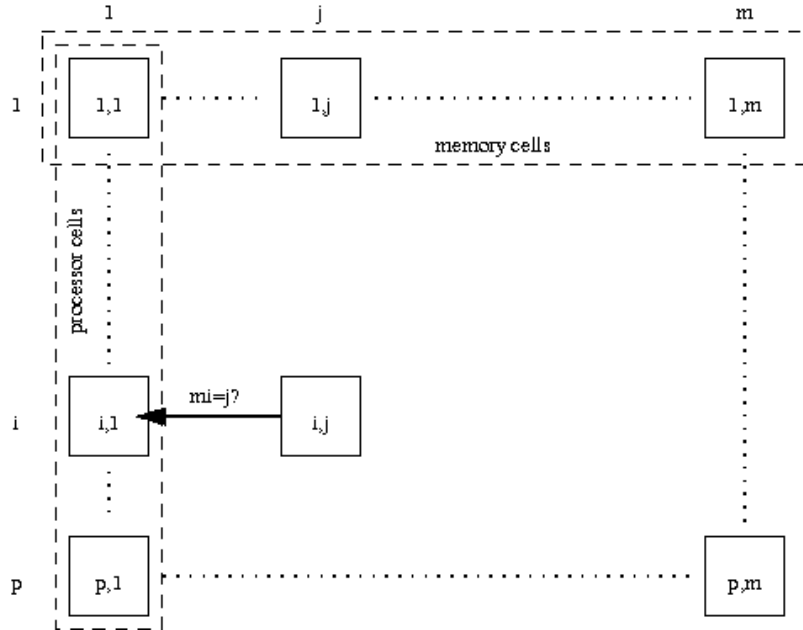 1 j m
1 1,1 1,j 1,m
memory cells
processor cells
mi=j?
i i,1 i,j
p p,1 p,m